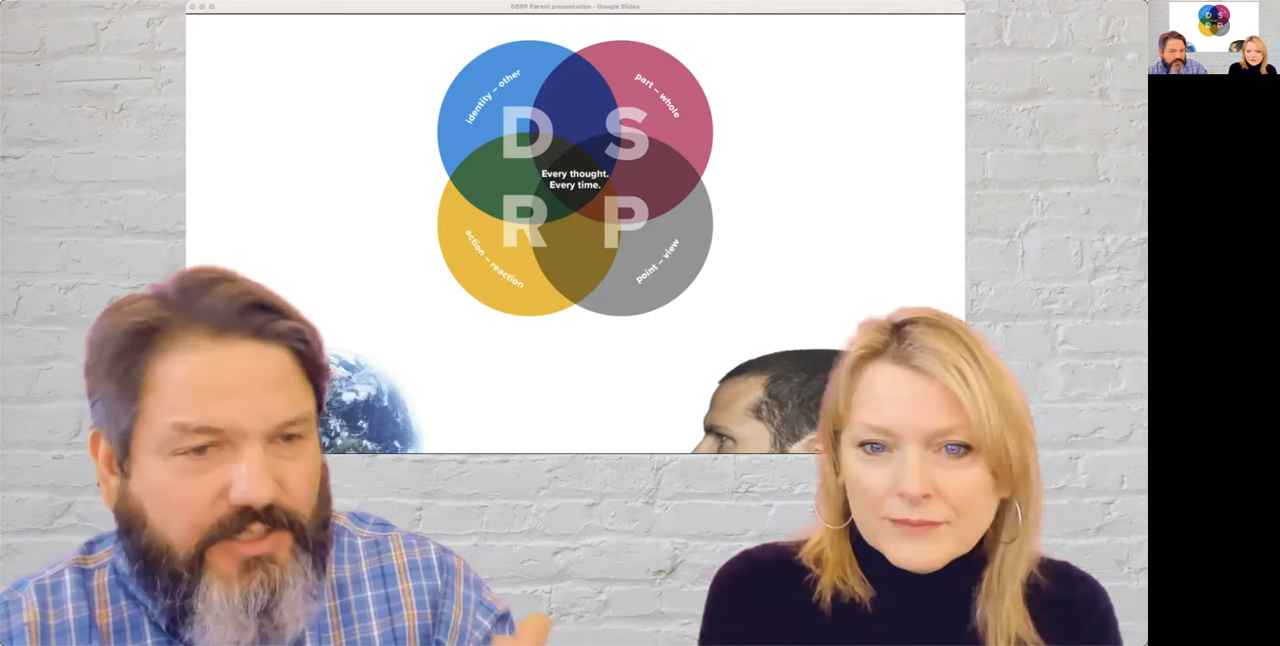 DSRP Parent presentation - Google Slides
identity – other
part – whole
D S
Every thought.
Every time.
R P
action – reaction
point – view
D S
R P